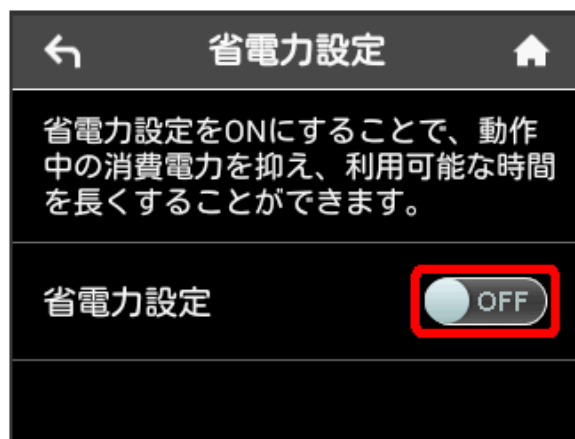 省電力設定
省電力設定をONにすることで、動作
中の消費電力を抑え、利用可能な時間
を長くすることができます。
省電力設定
OFF